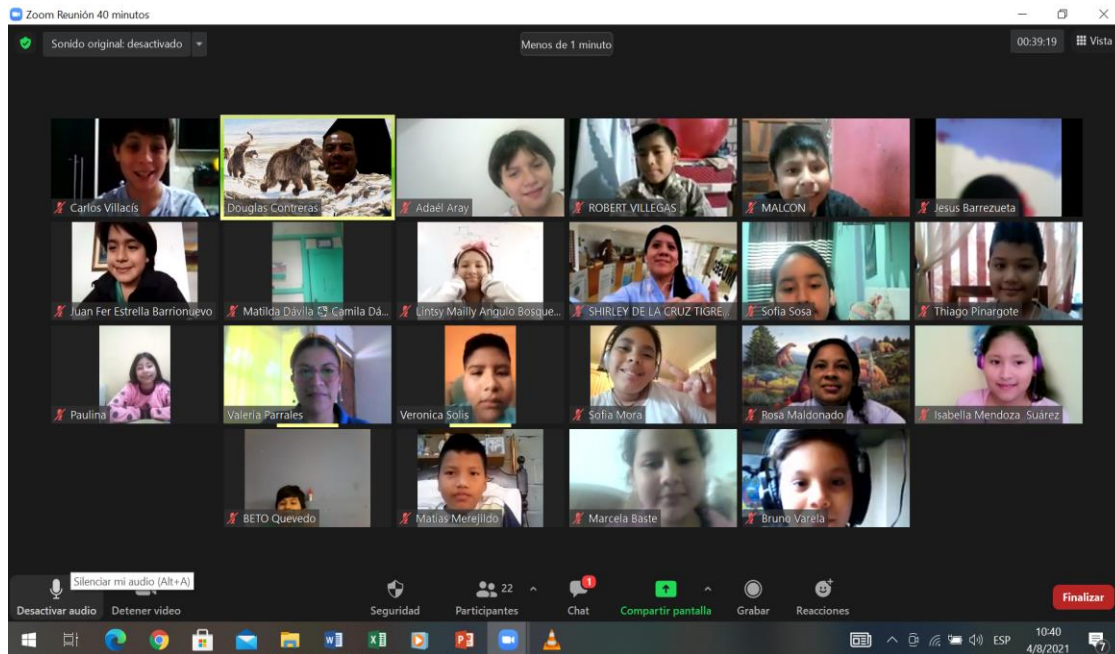 Zoom Reunión 40 minutos
Sonido original: desactivado
Menos de 1 minuto
00:39:19
Vista
Carlos Villacís
Douglas Contreras
Adaél Aray
ROBERT VILLEGAS
MALCON
Jesus Barrezueta
Juan Fer Estrella Barrionuevo
Matilda Dávila Camila Dá...
Lintsy Mailly Angulo Bosque...
SHIRLEY DE LA CRUZ TIGRE...
Sofia Sosa
Thiago Pinargote
Paulina
Valeria Parrales
Veronica Solis
Sofia Mora
Rosa Maldonado
Isabella Mendoza Suárez
BETO Quevedo
Matias Merejildo
Marcela Baste
Bruno Varela
Silenciar mi audio (Alt+A)
22
1
Desactivar audio
Detener video
Seguridad
Participantes
Chat
Compartir pantalla
Grabar
Reacciones
Finalizar
ESP
10:40
4/8/2021
7